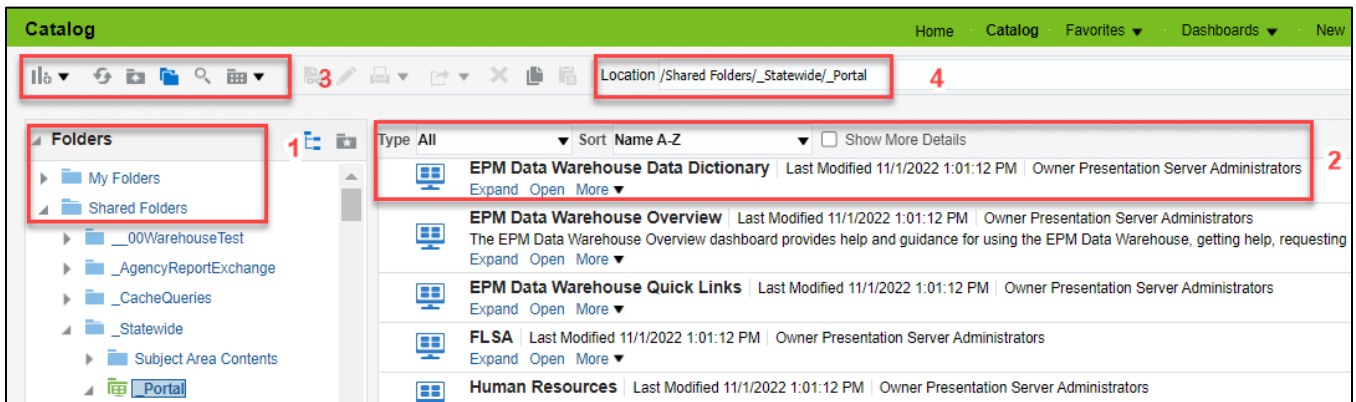 Catalog
Home Catalog Favorites Dashboards New
3
Location /Shared Folders/_Statewide/_Portal
4
Folders
1
My Folders
Shared Folders
__00WarehouseTest
_AgencyReportExchange
_CacheQueries
_Statewide
Subject Area Contents
_Portal
Type All Sort Name A-Z Show More Details
EPM Data Warehouse Data Dictionary Last Modified 11/1/2022 1:01:12 PM Owner Presentation Server Administrators
2
Expand Open More
EPM Data Warehouse Overview Last Modified 11/1/2022 1:01:12 PM Owner Presentation Server Administrators
The EPM Data Warehouse Overview dashboard provides help and guidance for using the EPM Data Warehouse, getting help, requesting
Expand Open More
EPM Data Warehouse Quick Links Last Modified 11/1/2022 1:01:12 PM Owner Presentation Server Administrators
Expand Open More
FLSA Last Modified 11/1/2022 1:01:12 PM Owner Presentation Server Administrators
Expand Open More
Human Resources Last Modified 11/1/2022 1:01:12 PM Owner Presentation Server Administrators